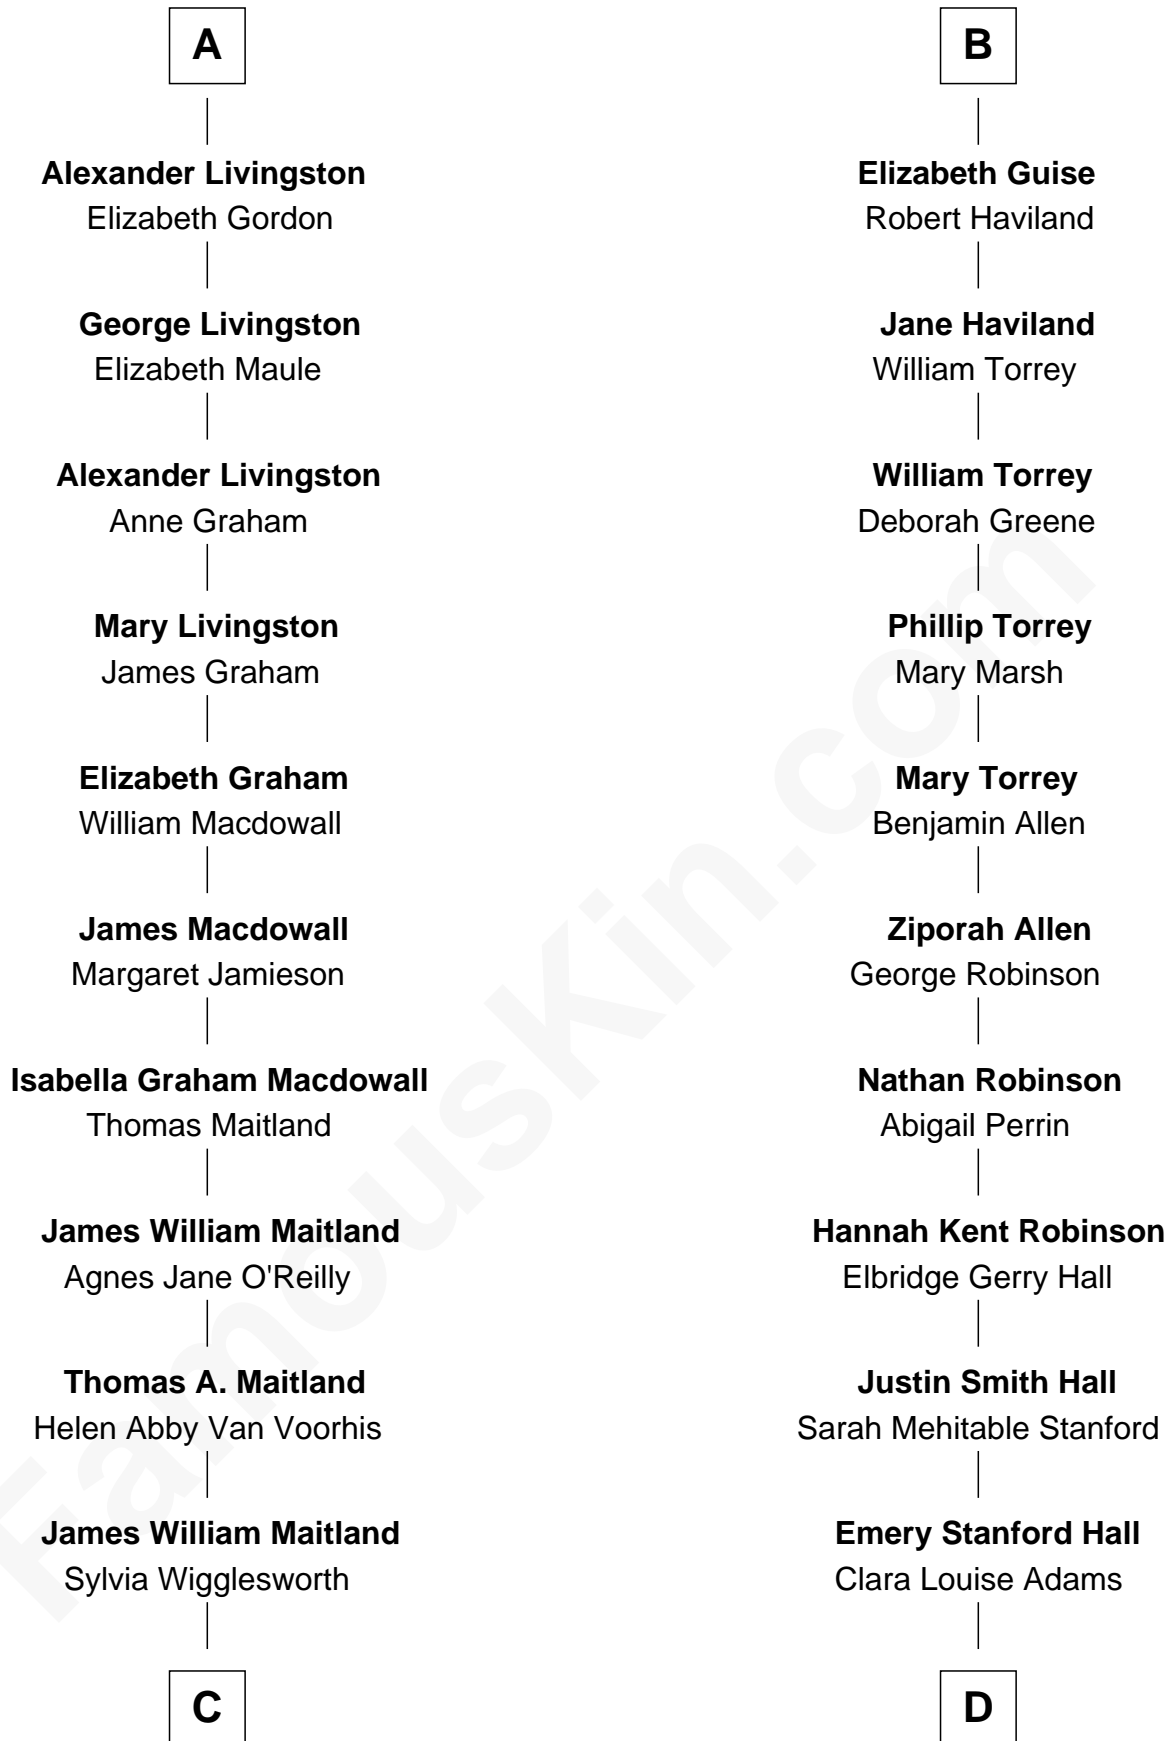 A
Alexander Livingston
Elizabeth Gordon
George Livingston
Elizabeth Maule
Alexander Livingston
Anne Graham
Mary Livingston
James Graham
Elizabeth Graham
William Macdowall
James Macdowall
Margaret Jamieson
Isabella Graham Macdowall
Thomas Maitland
James William Maitland
Agnes Jane O'Reilly
Thomas A. Maitland
Helen Abby Van Voorhis
James William Maitland
Sylvia Wigglesworth
C
B
Elizabeth Guise
Robert Haviland
Jane Haviland
William Torrey
William Torrey
Deborah Greene
Phillip Torrey
Mary Marsh
Mary Torrey
Benjamin Allen
Ziporah Allen
George Robinson
Nathan Robinson
Abigail Perrin
Hannah Kent Robinson
Elbridge Gerry Hall
Justin Smith Hall
Sarah Mehitable Stanford
Emery Stanford Hall
Clara Louise Adams
D
FamousKin.com